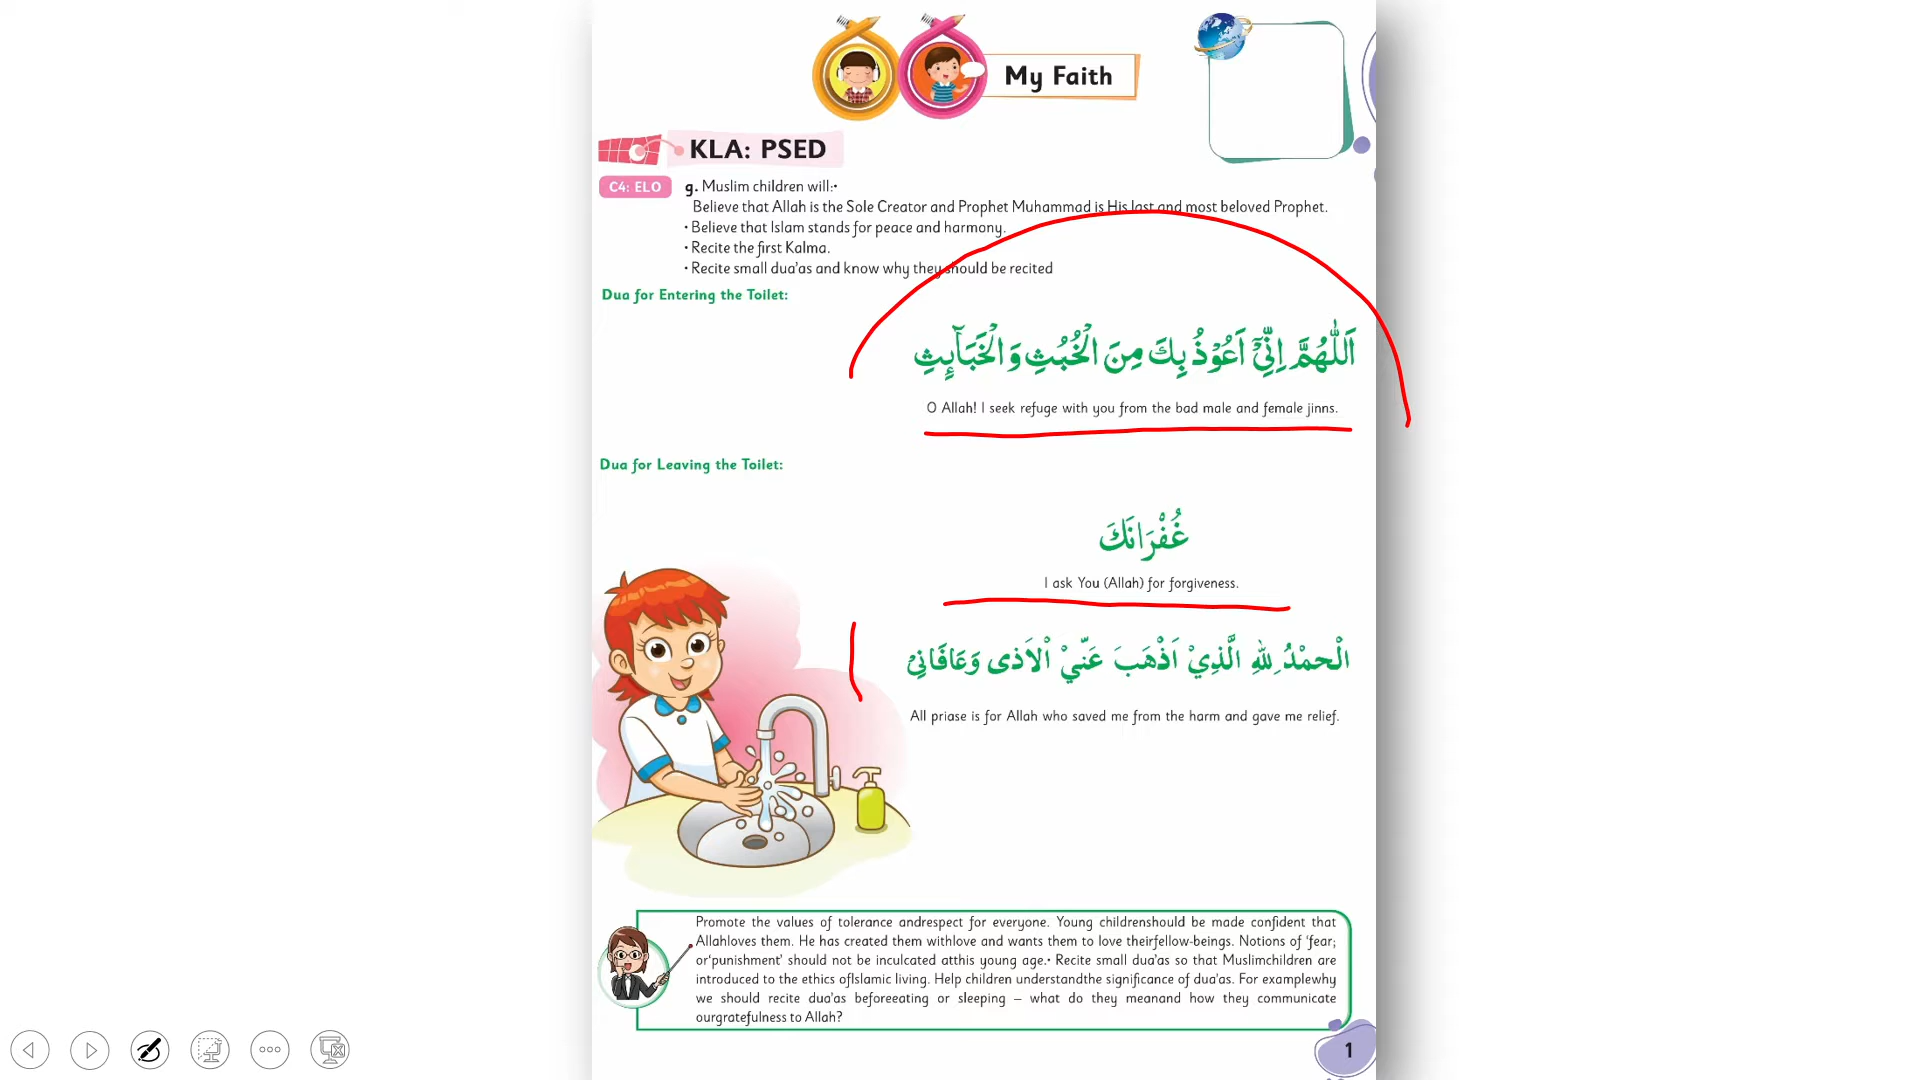 My Faith
KLA: PSED
C4: ELO
g. Muslim children will:•
Believe that Allah is the Sole Creator and Prophet Muhammad is His last and most beloved Prophet.
• Believe that Islam stands for peace and harmony.
• Recite the first Kalma.
• Recite small dua'as and know why they should be recited
Dua for Entering the Toilet:
اَللّٰهُمَّ اِنِّيْٓ اَعُوْذُ بِكَ مِنَ الْخُبُثِ وَ الْخَبَآئِثِ
O Allah! I seek refuge with you from the bad male and female jinns.
Dua for Leaving the Toilet:
غُفْرَانَكَ
I ask You (Allah) for forgiveness.
الْحمْدُ لِلّٰهِ الَّذِيْ اَذْهَبَ عَنّيْ الْاَذى وَعَافَانِيْ
All priase is for Allah who saved me from the harm and gave me relief.
Promote the values of tolerance andrespect for everyone. Young childrenshould be made confident that
Allahloves them. He has created them withlove and wants them to love theirfellow-beings. Notions of 'fear;
or'punishment' should not be inculcated atthis young age.• Recite small dua'as so that Muslimchildren are
introduced to the ethics ofIslamic living. Help children understandthe significance of dua'as. For examplewhy
we should recite dua'as beforeeating or sleeping – what do they meanand how they communicate
ourgratefulness to Allah?
1